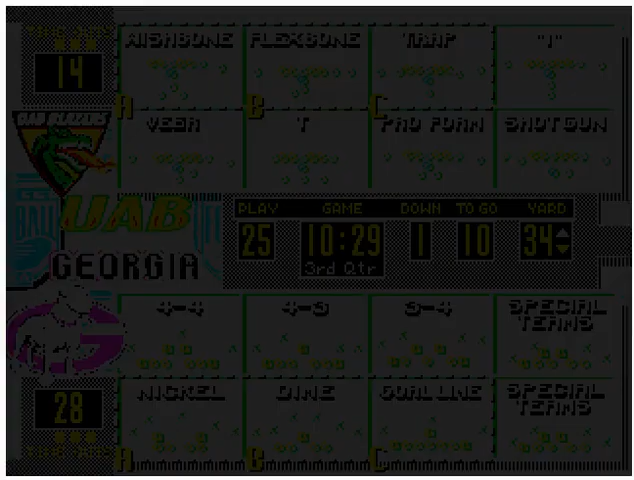 WISHBONE FLEXBONE TRAP "I"
14
A B C
UAB BLAZERS
VEER T PRO FORM SHOTGUN
UAB
PLAY GAME DOWN TO GO YARD
25 10:29 1 10 34
3rd Qtr
GEORGIA
4-4 4-3 3-4 SPECIAL TEAMS
G
NICKEL DIME GOAL LINE SPECIAL TEAMS
28
A B C